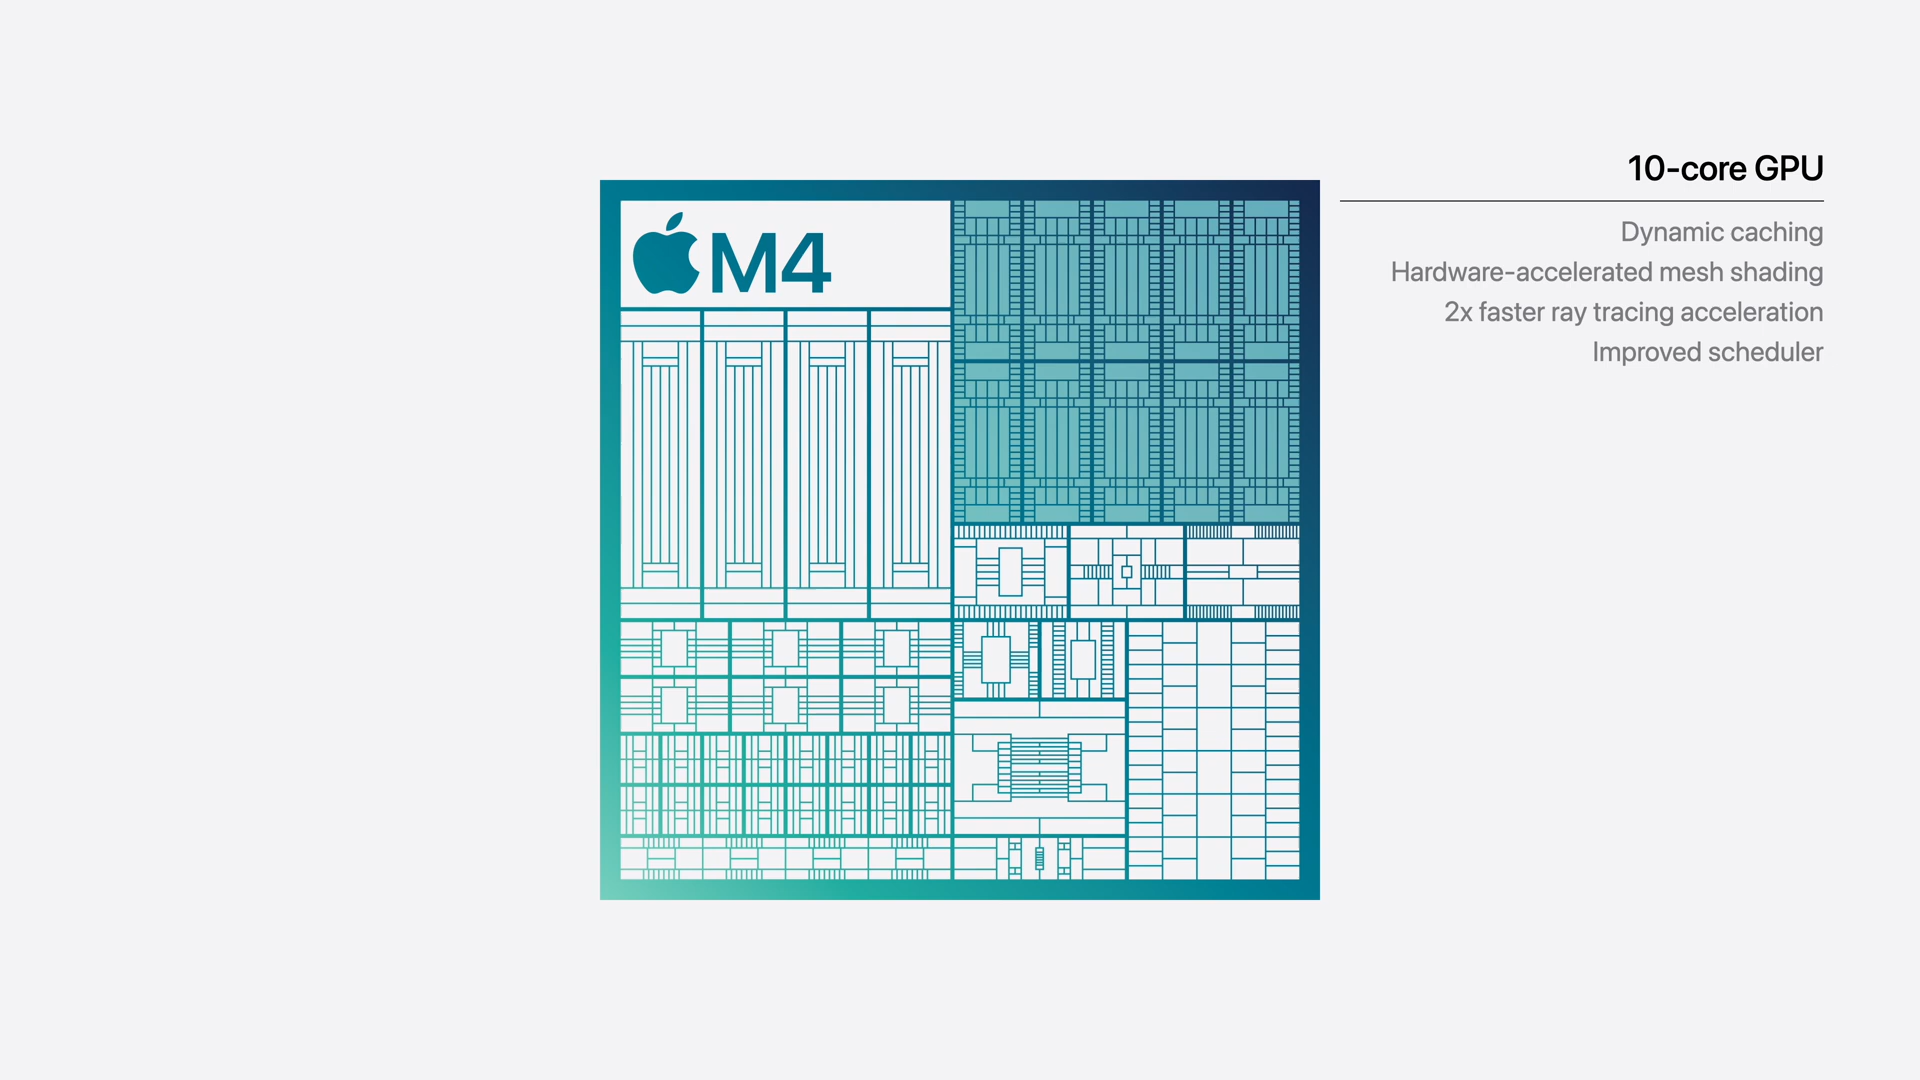 M4
10-core GPU
Dynamic caching
Hardware-accelerated mesh shading
2x faster ray tracing acceleration
Improved scheduler